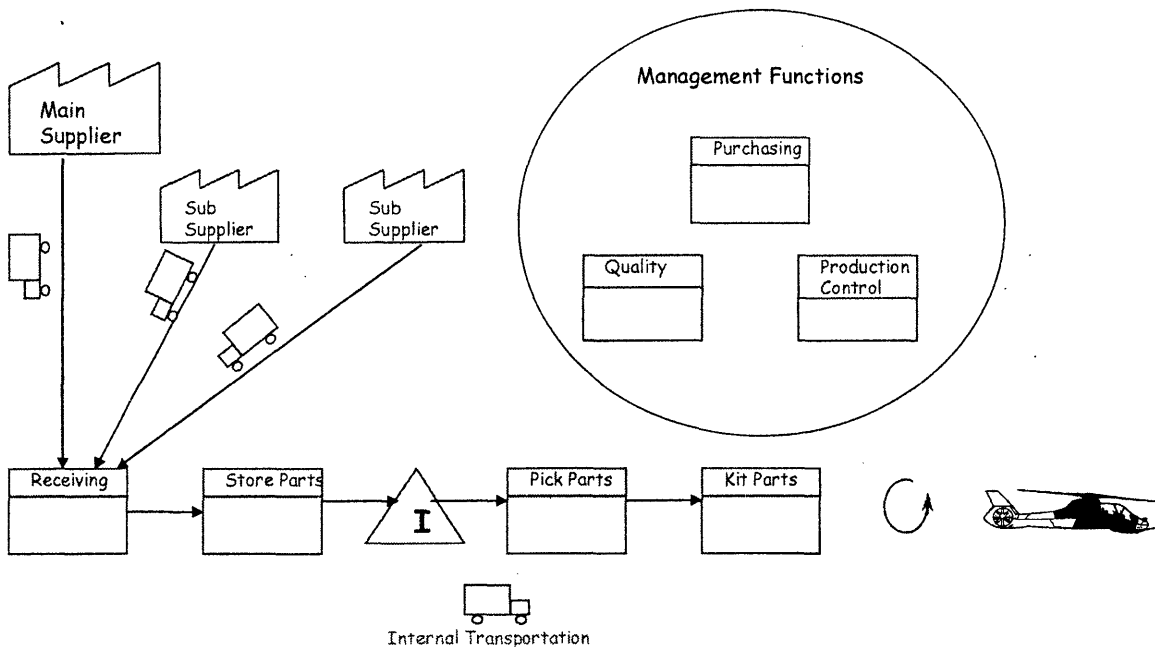 Management Functions
Main
Supplier
Purchasing
Sub
Supplier
Sub
Supplier
Quality
Production
Control
Receiving
Store Parts
I
Pick Parts
Kit Parts
Internal Transportation